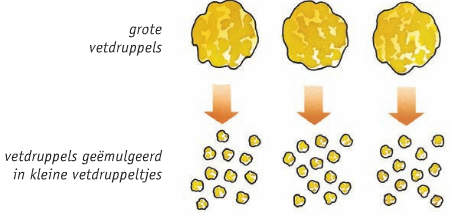 grote
vetdruppels
vetdruppels geëmulgeerd
in kleine vetdruppeltjes